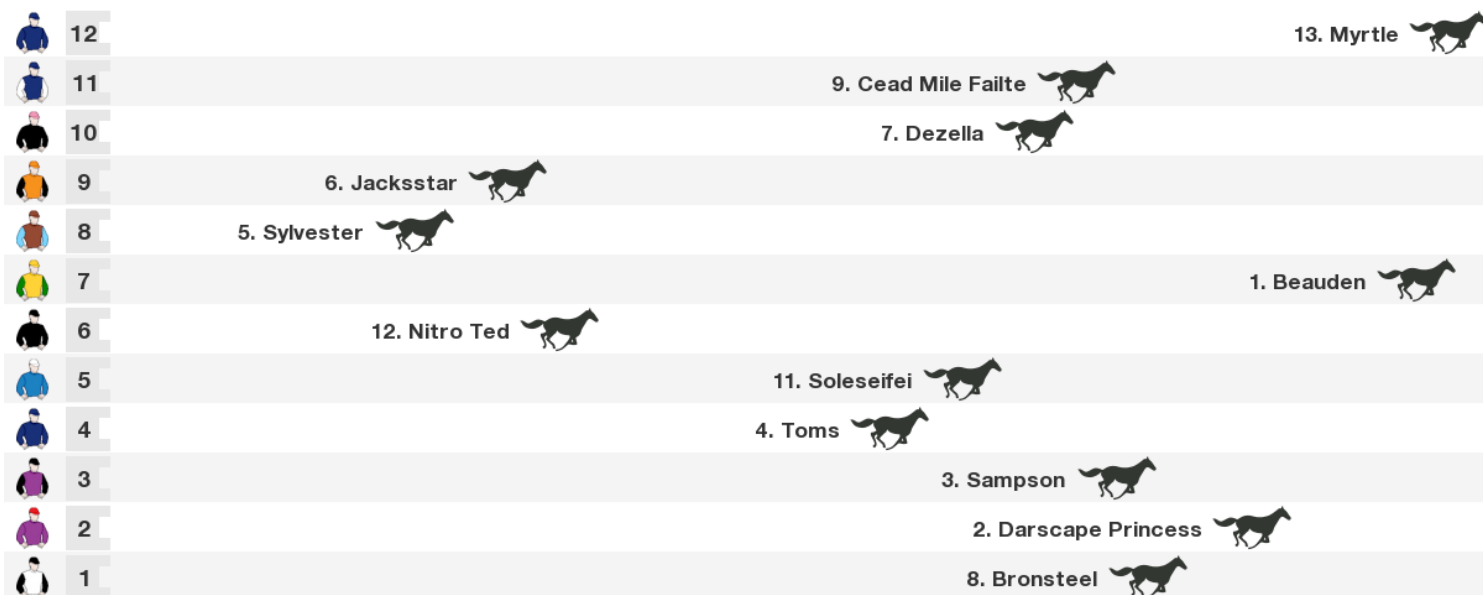 12 13. Myrtle
11 9. Cead Mile Failte
10 7. Dezella
9 6. Jacksstar
8 5. Sylvester
7 1. Beauden
6 12. Nitro Ted
5 11. Soleseifei
4 4. Toms
3 3. Sampson
2 2. Darscape Princess
1 8. Bronsteel